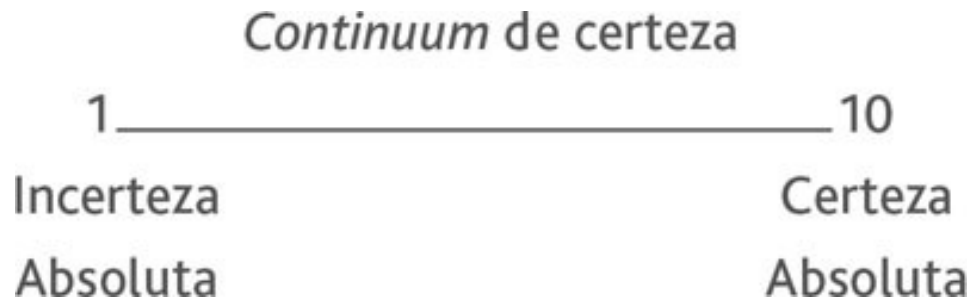 Continuum de certeza
1 10
Incerteza Certeza
Absoluta Absoluta